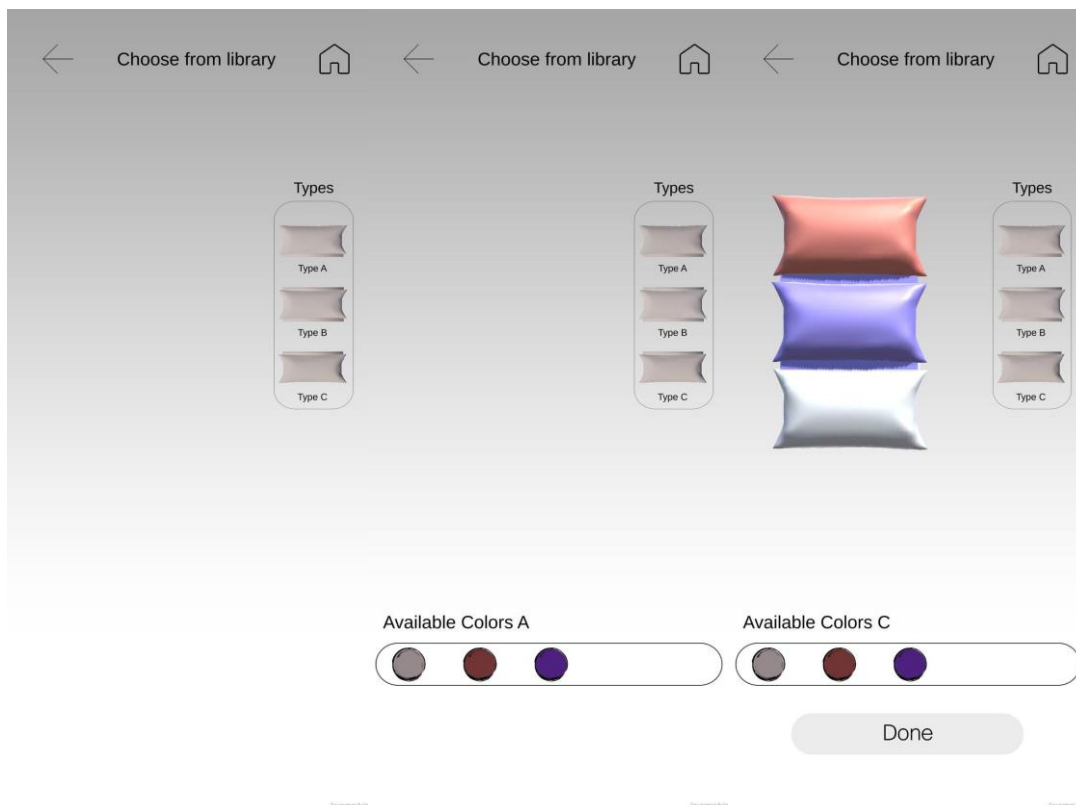 Choose from library
Types
Type A
Type B
Type C
Choose from library
Types
Type A
Type B
Type C
Available Colors A
Choose from library
Types
Type A
Type B
Type C
Available Colors C
Done